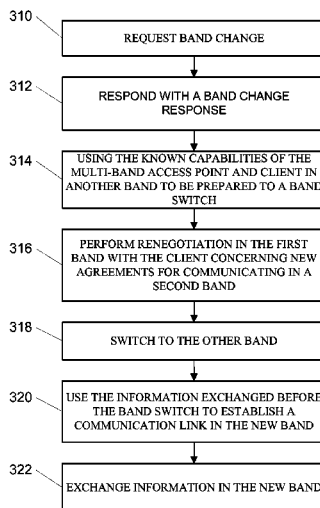 310
REQUEST BAND CHANGE
312
RESPOND WITH A BAND CHANGE
RESPONSE
314
USING THE KNOWN CAPABILITIES OF THE
MULTI-BAND ACCESS POINT AND CLIENT IN
ANOTHER BAND TO BE PREPARED TO A BAND
SWITCH
316
PERFORM RENEGOTIATION IN THE FIRST
BAND WITH THE CLIENT CONCERNING NEW
AGREEMENTS FOR COMMUNICATING IN A
SECOND BAND
318
SWITCH TO THE OTHER BAND
320
USE THE INFORMATION EXCHANGED BEFORE
THE BAND SWITCH TO ESTABLISH A
COMMUNICATION LINK IN THE NEW BAND
322
EXCHANGE INFORMATION IN THE NEW BAND